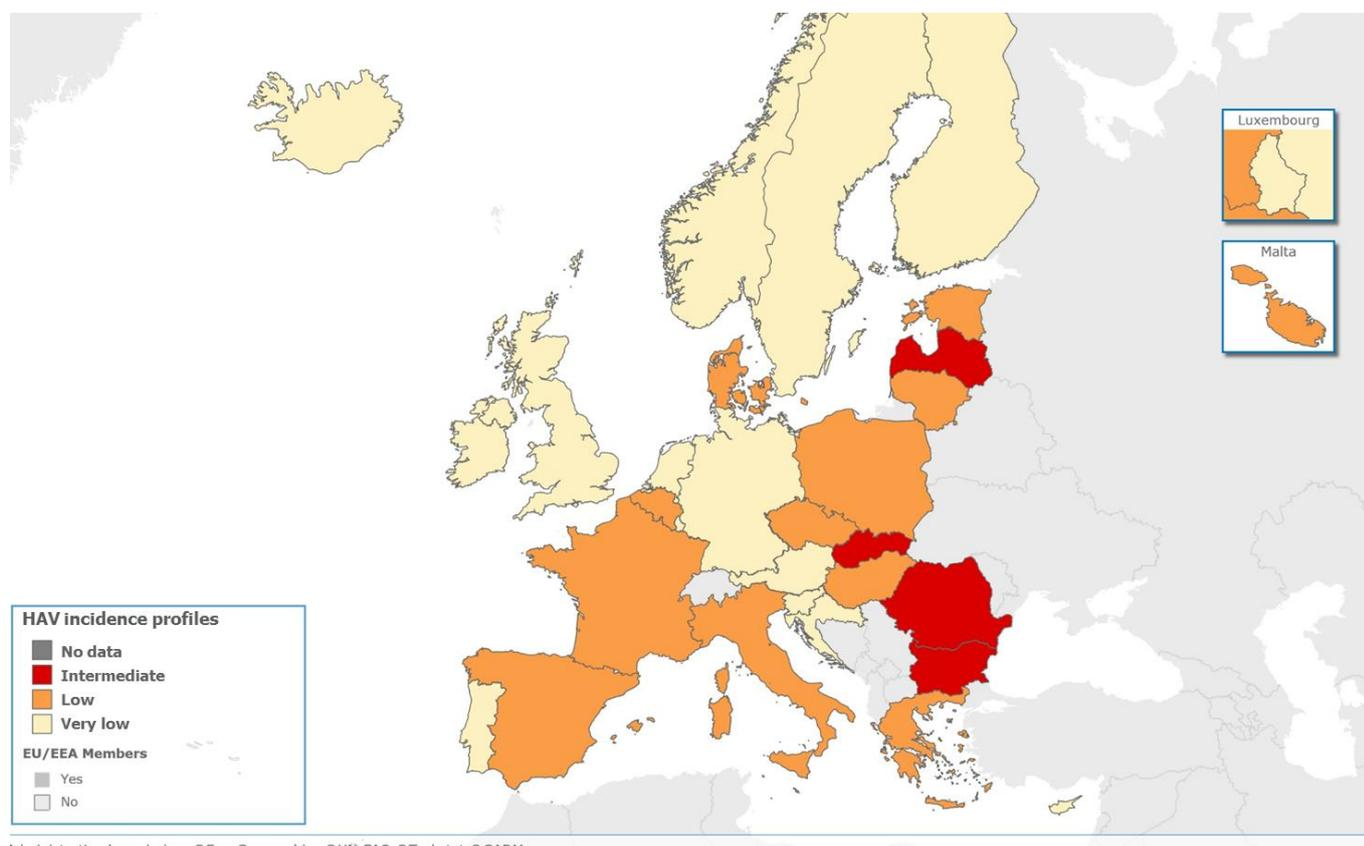 Luxembourg
Malta
HAV incidence profiles
No data
Intermediate
Low
Very low
EU/EEA Members
Yes
No